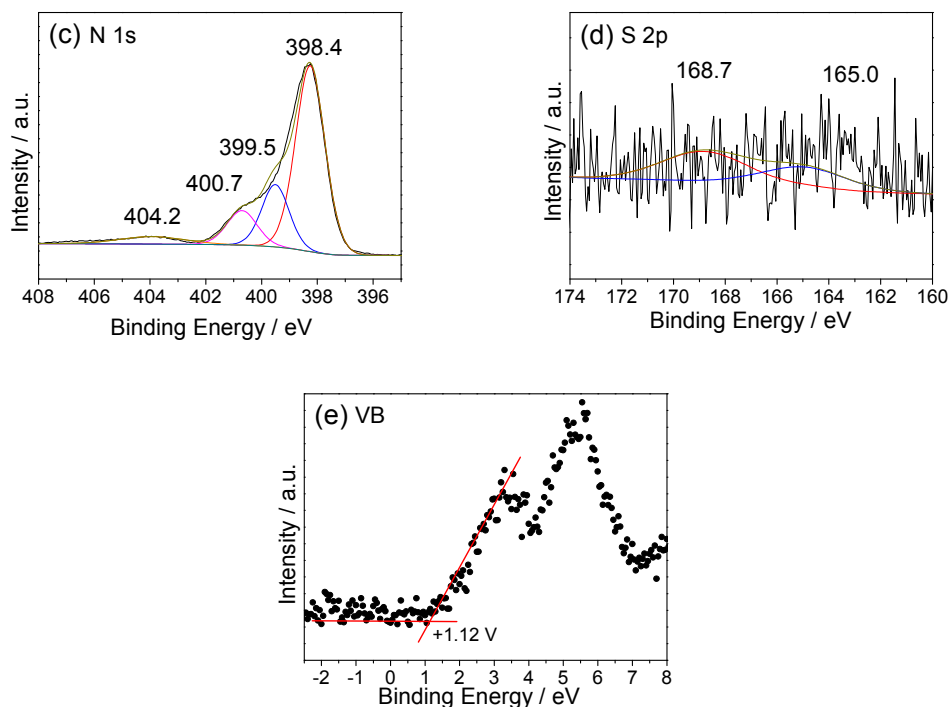 (c) N 1s
398.4
399.5
400.7
404.2
Intensity / a.u.
408 406 404 402 400 398 396
Binding Energy / eV
(d) S 2p
168.7
165.0
Intensity / a.u.
174 172 170 168 166 164 162 160
Binding Energy / eV
(e) VB
Intensity / a.u.
+1.12 V
-2 -1 0 1 2 3 4 5 6 7 8
Binding Energy / eV